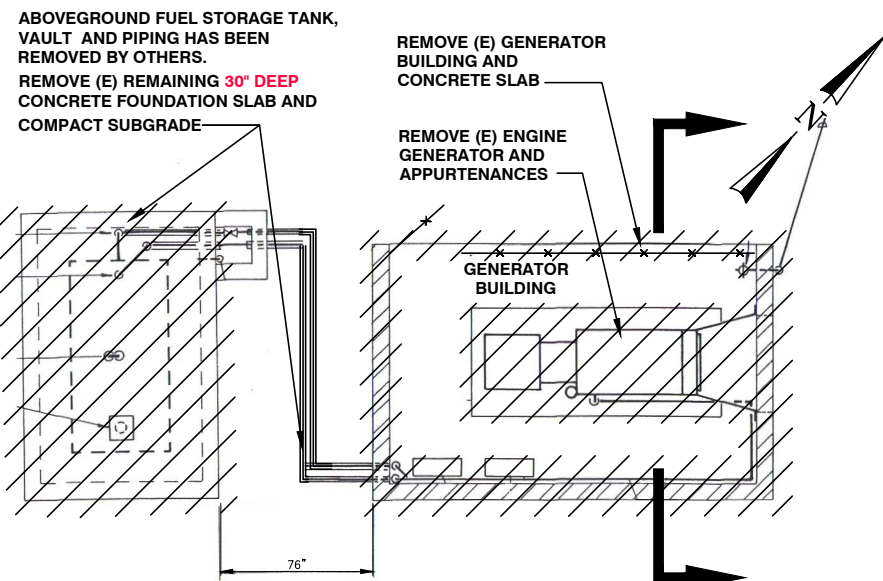 ABOVEGROUND FUEL STORAGE TANK,
VAULT AND PIPING HAS BEEN
REMOVED BY OTHERS.
REMOVE (E) REMAINING 30" DEEP
CONCRETE FOUNDATION SLAB AND
COMPACT SUBGRADE
REMOVE (E) GENERATOR
BUILDING AND
CONCRETE SLAB
REMOVE (E) ENGINE
GENERATOR AND
APPURTENANCES
N
GENERATOR
BUILDING
76"